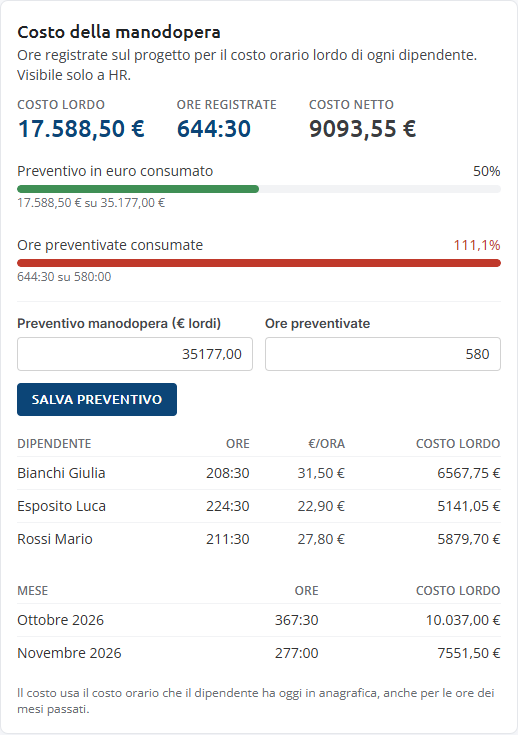 Costo della manodopera
Ore registrate sul progetto per il costo orario lordo di ogni dipendente.
Visibile solo a HR.
COSTO LORDO ORE REGISTRATE COSTO NETTO
17.588,50 € 644:30 9093,55 €
Preventivo in euro consumato 50%
17.588,50 € su 35.177,00 €
Ore preventivate consumate 111,1%
644:30 su 580:00
Preventivo manodopera (€ lordi) Ore preventivate
35177,00 580
SALVA PREVENTIVO
DIPENDENTE ORE €/ORA COSTO LORDO
Bianchi Giulia 208:30 31,50 € 6567,75 €
Esposito Luca 224:30 22,90 € 5141,05 €
Rossi Mario 211:30 27,80 € 5879,70 €
MESE ORE COSTO LORDO
Ottobre 2026 367:30 10.037,00 €
Novembre 2026 277:00 7551,50 €
Il costo usa il costo orario che il dipendente ha oggi in anagrafica, anche per le ore dei
mesi passati.